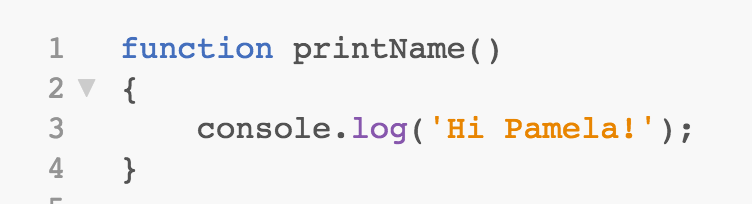 1 function printName()
2 {
3     console.log('Hi Pamela!');
4 }